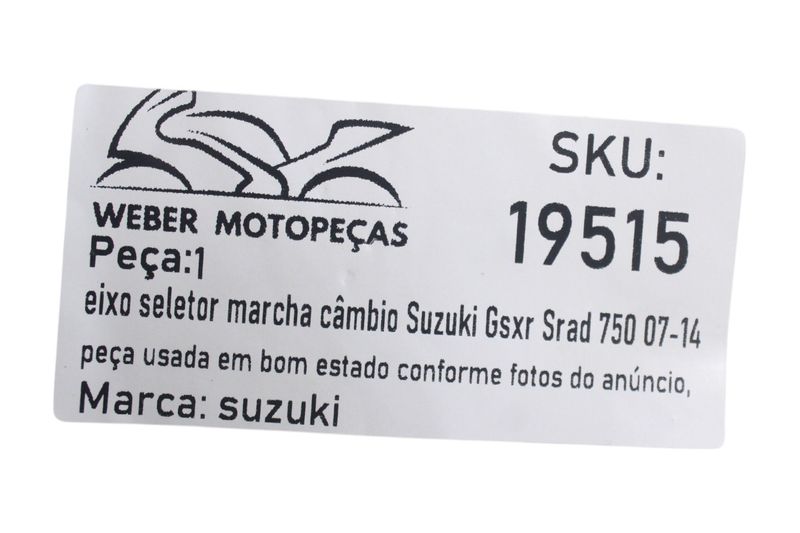 WEBER MOTOPEÇAS
SKU:
19515
Peça:1
eixo seletor marcha câmbio Suzuki Gsxr Srad 750 07-14
peça usada em bom estado conforme fotos do anúncio,
Marca: suzuki